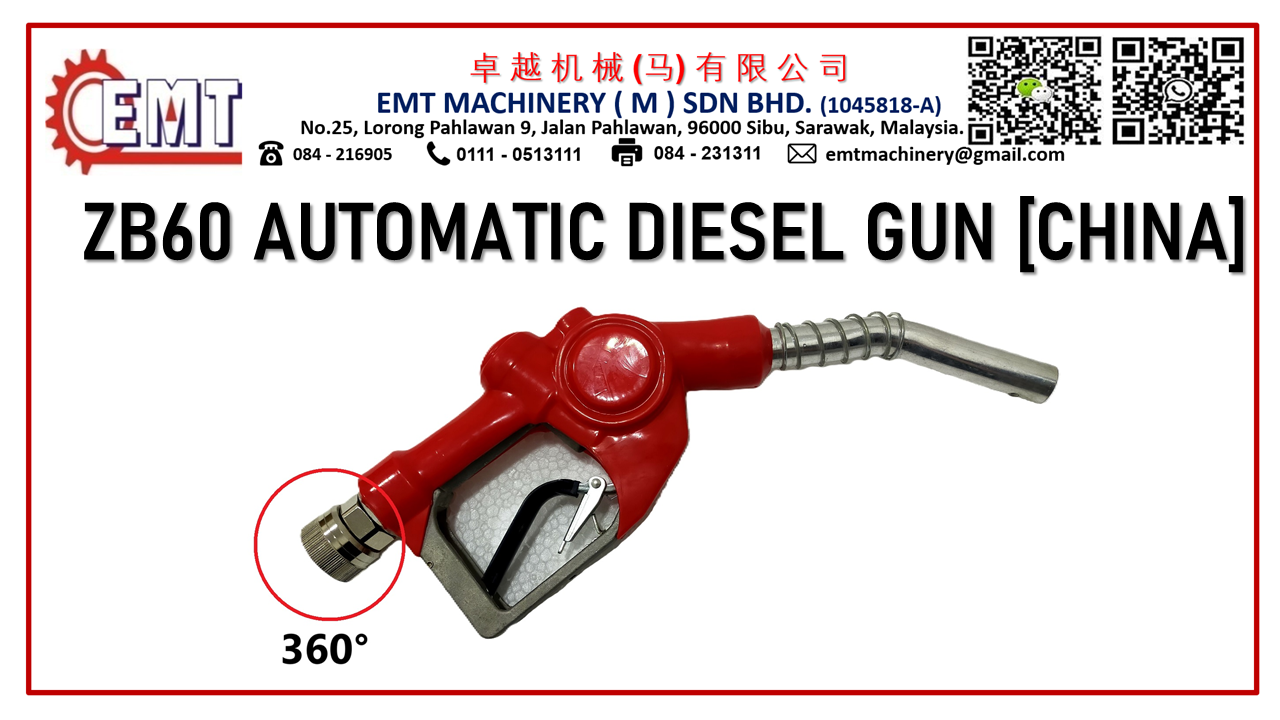 EMT
卓越机械(马)有限公司
EMT MACHINERY ( M ) SDN BHD. (1045818-A)
No.25, Lorong Pahlawan 9, Jalan Pahlawan, 96000 Sibu, Sarawak, Malaysia.
084 - 216905 0111 - 0513111 084 - 231311 emtmachinery@gmail.com
ZB60 AUTOMATIC DIESEL GUN [CHINA]
360°